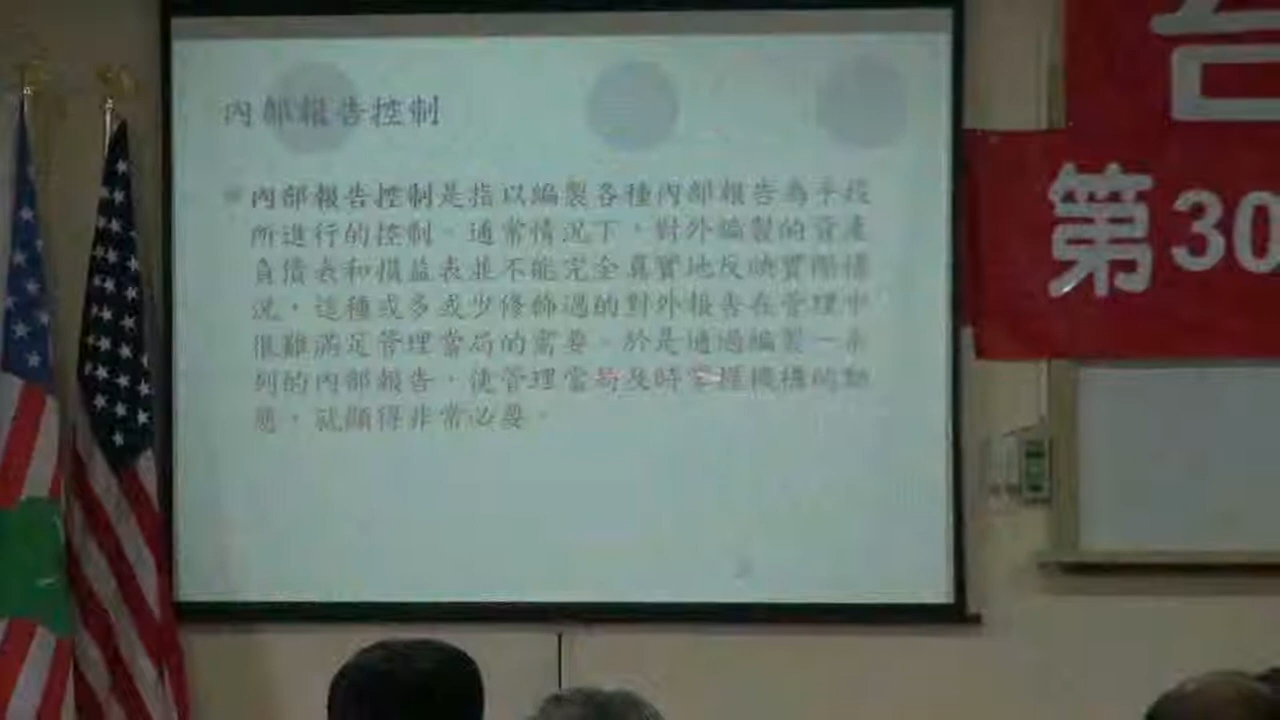 內部報告控制
內部報告控制是指以編製各種內部報告為手段
所進行的控制。通常情況下,對外編製的資產
負債表和損益表並不能完全真實地反映實際情
況,這種或多或少修飾過的對外報告在管理中
很難滿足管理當局的需要。於是通過編製一系
列的內部報告,使管理當局及時掌握機構的動
態,就顯得非常必要。
台
第30